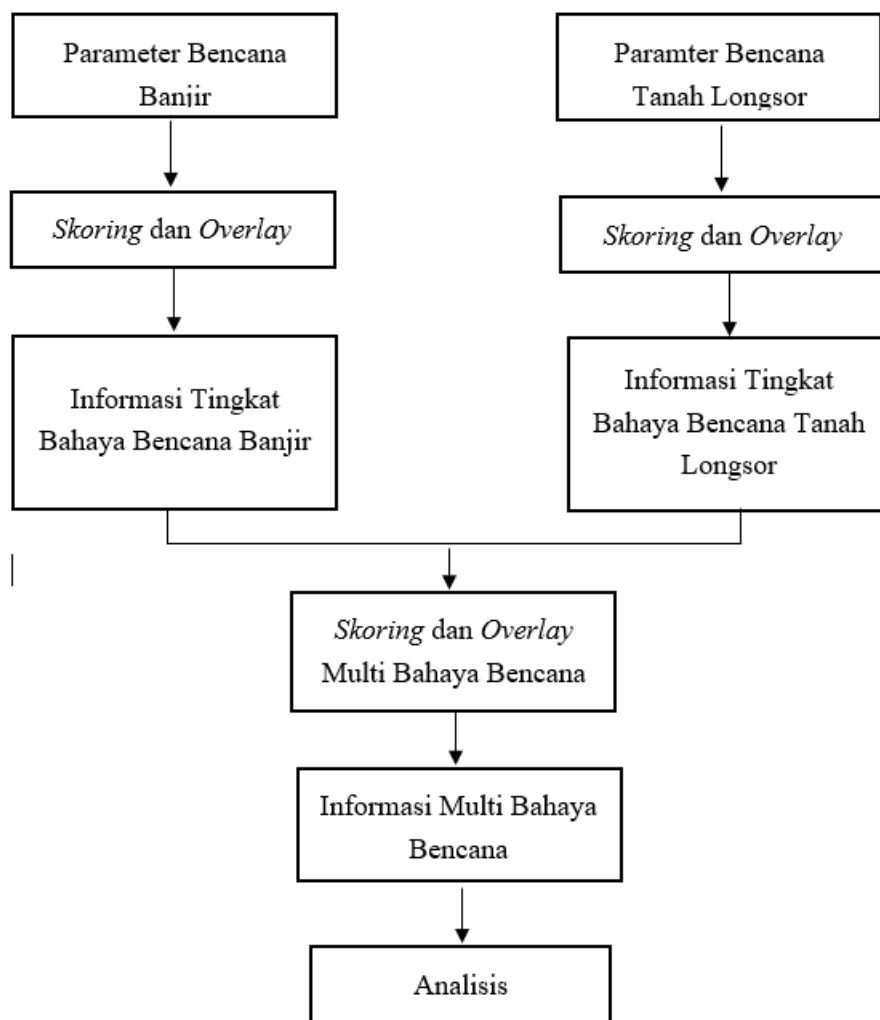 Parameter Bencana
Banjir
Paramter Bencana
Tanah Longsor
Skoring dan Overlay
Skoring dan Overlay
Informasi Tingkat
Bahaya Bencana Banjir
Informasi Tingkat
Bahaya Bencana Tanah
Longsor
Skoring dan Overlay
Multi Bahaya Bencana
Informasi Multi Bahaya
Bencana
Analisis